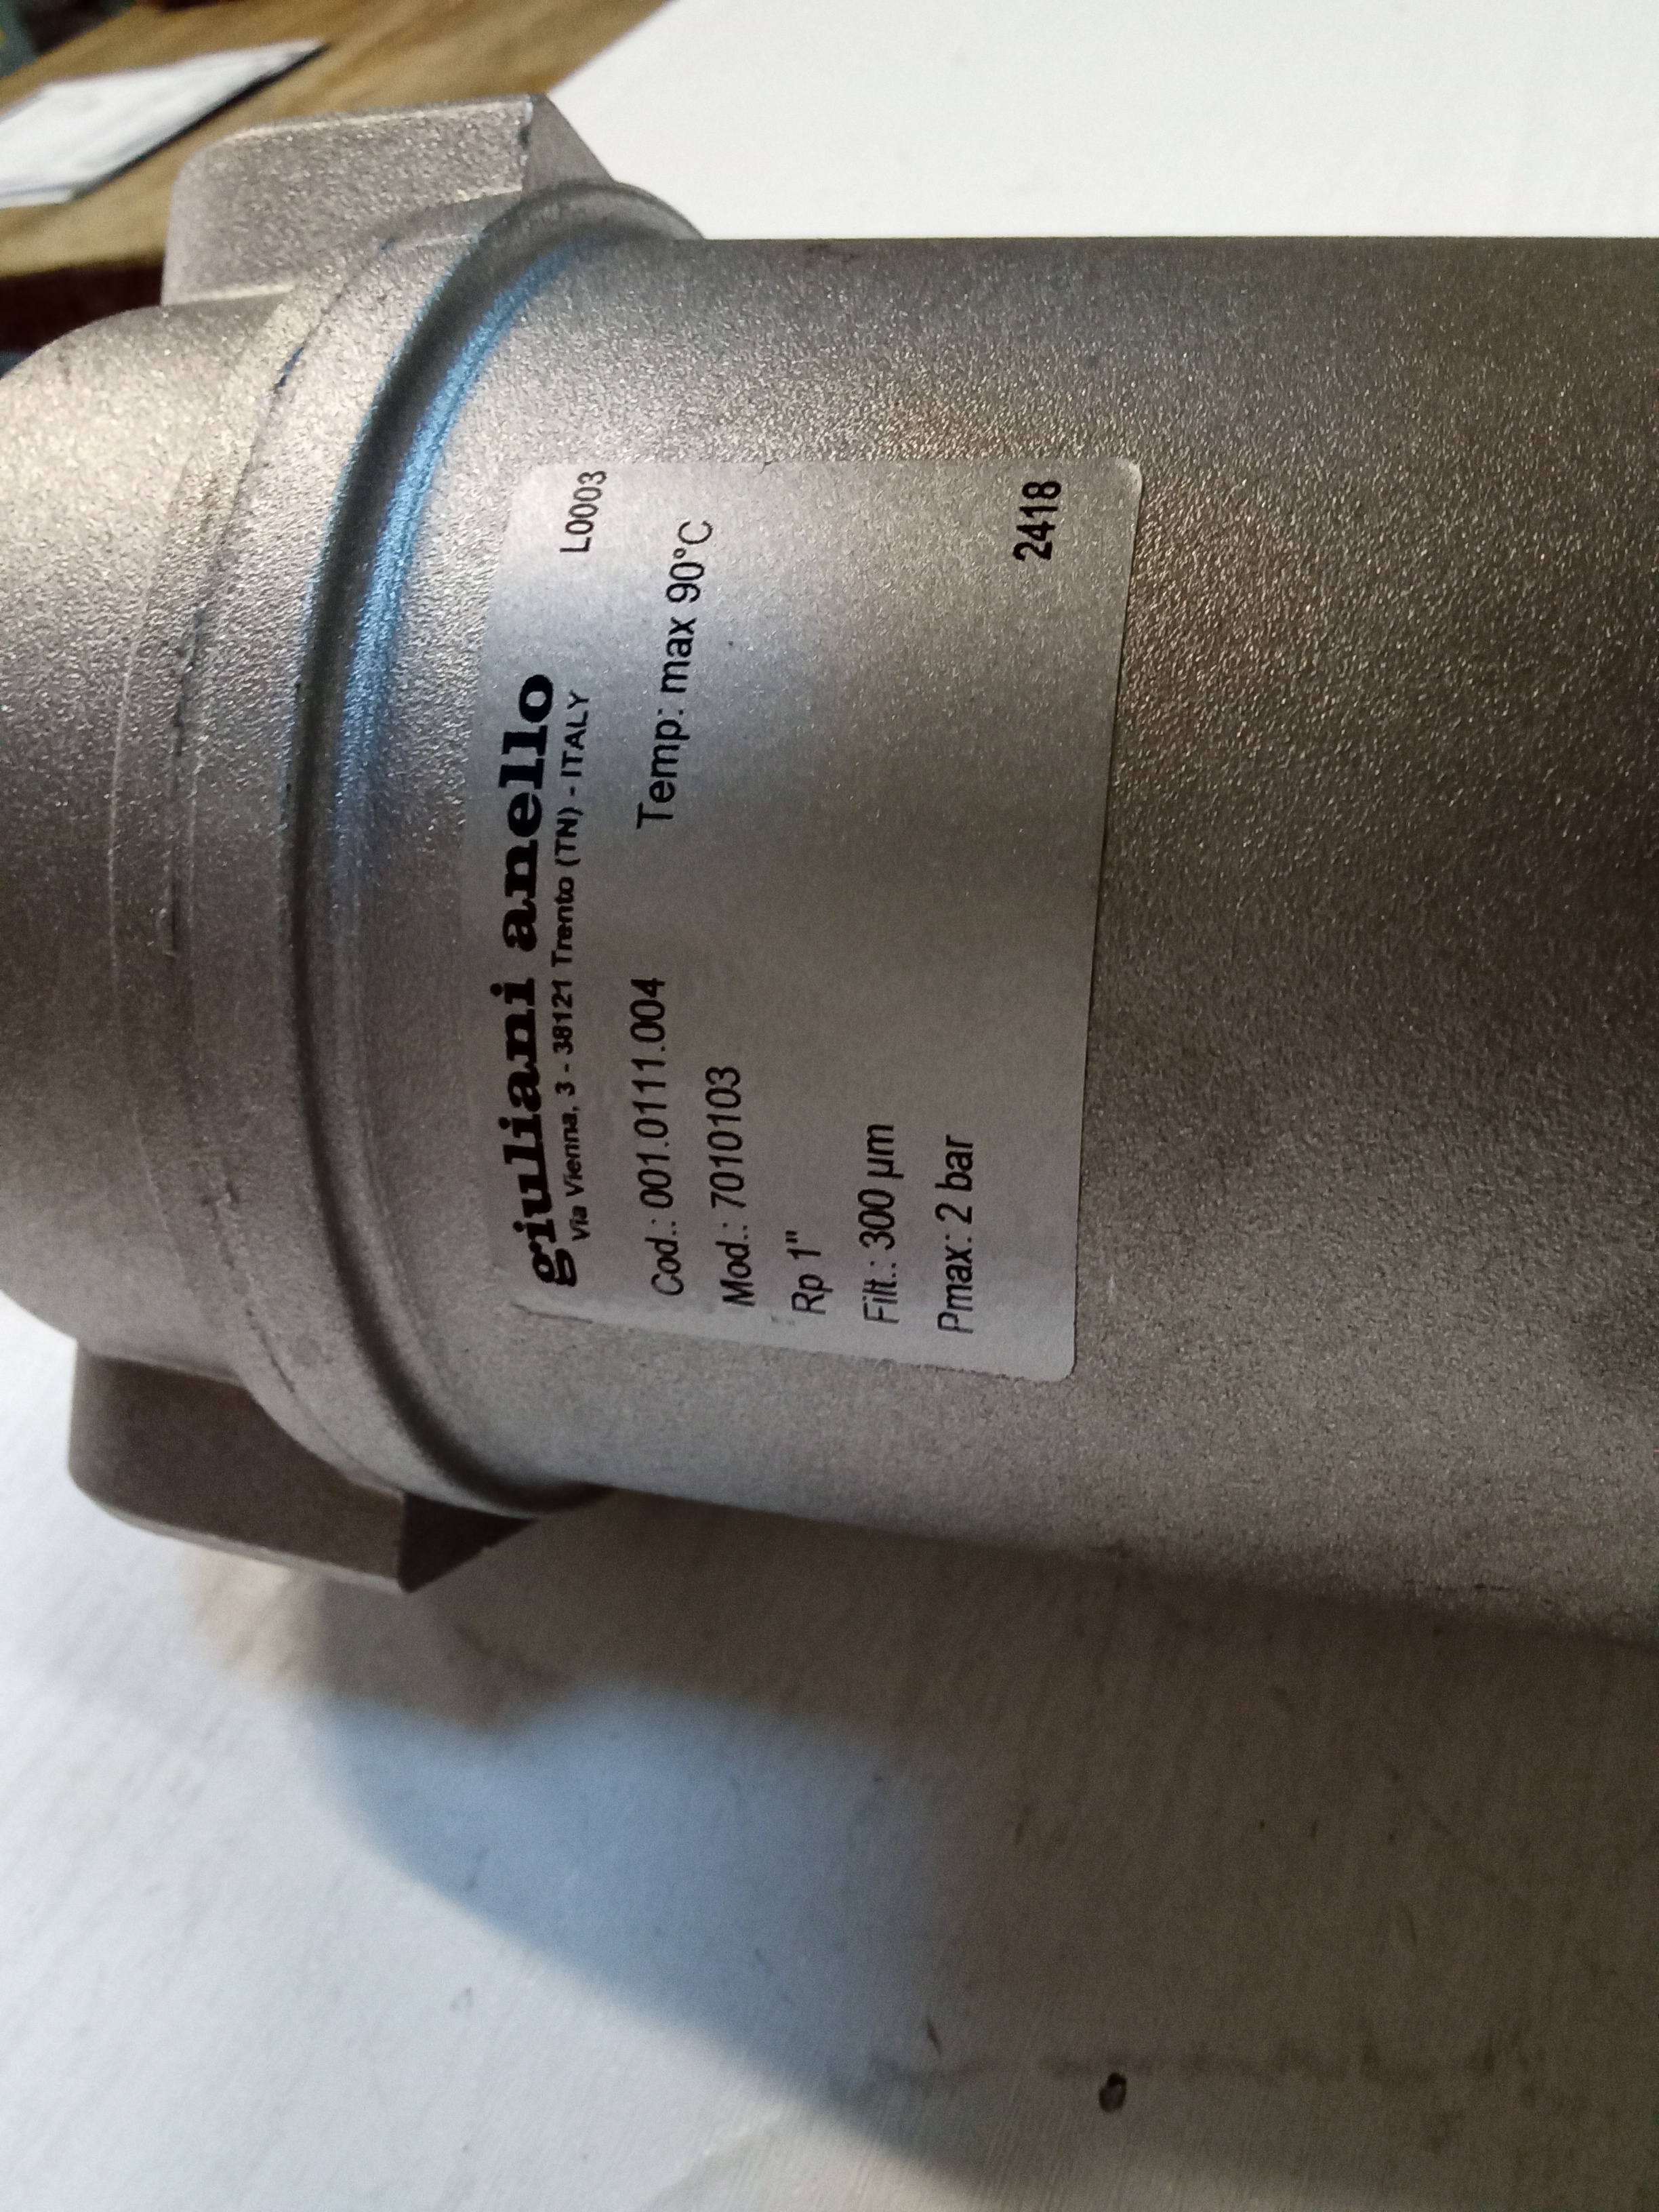 L0003
giuliani anello
Via Vienna, 3 - 38121 Trento (TN) - ITALY
Cod.: 001.0111.004 Temp: max 90°C
Mod.: 7010103
Rp 1"
Filt.: 300 µm
Pmax: 2 bar
2418